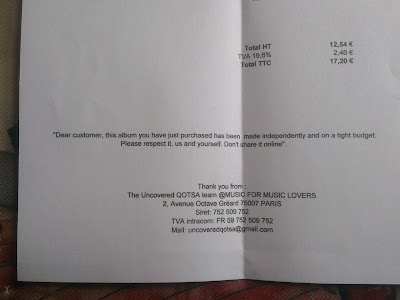 Total HT 12,54 €
TVA 19,6% 2,46 €
Total TTC 17,20 €
"Dear customer, this album you have just purchased has been made independently and on a tight budget.
Please respect it, us and yourself. Don't share it online".
Thank you from :
The Uncovered QOTSA team @MUSIC FOR MUSIC LOVERS
2, Avenue Octave Gréard 75007 PARIS
Siret: 752 509 752
TVA intracom: FR 59 752 509 752
Mail: uncoveredqotsa@gmail.com